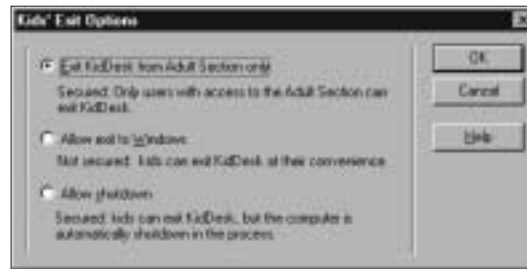 Kids' Exit Options
Exit KidDesk from Adult Section only
Secured: Only users with access to the Adult Section can
exit KidDesk.
Allow exit to Windows
Not secured: kids can exit KidDesk at their convenience.
Allow shutdown
Secured: kids can exit KidDesk, but the computer is
automatically shutdown in the process.
OK
Cancel
Help